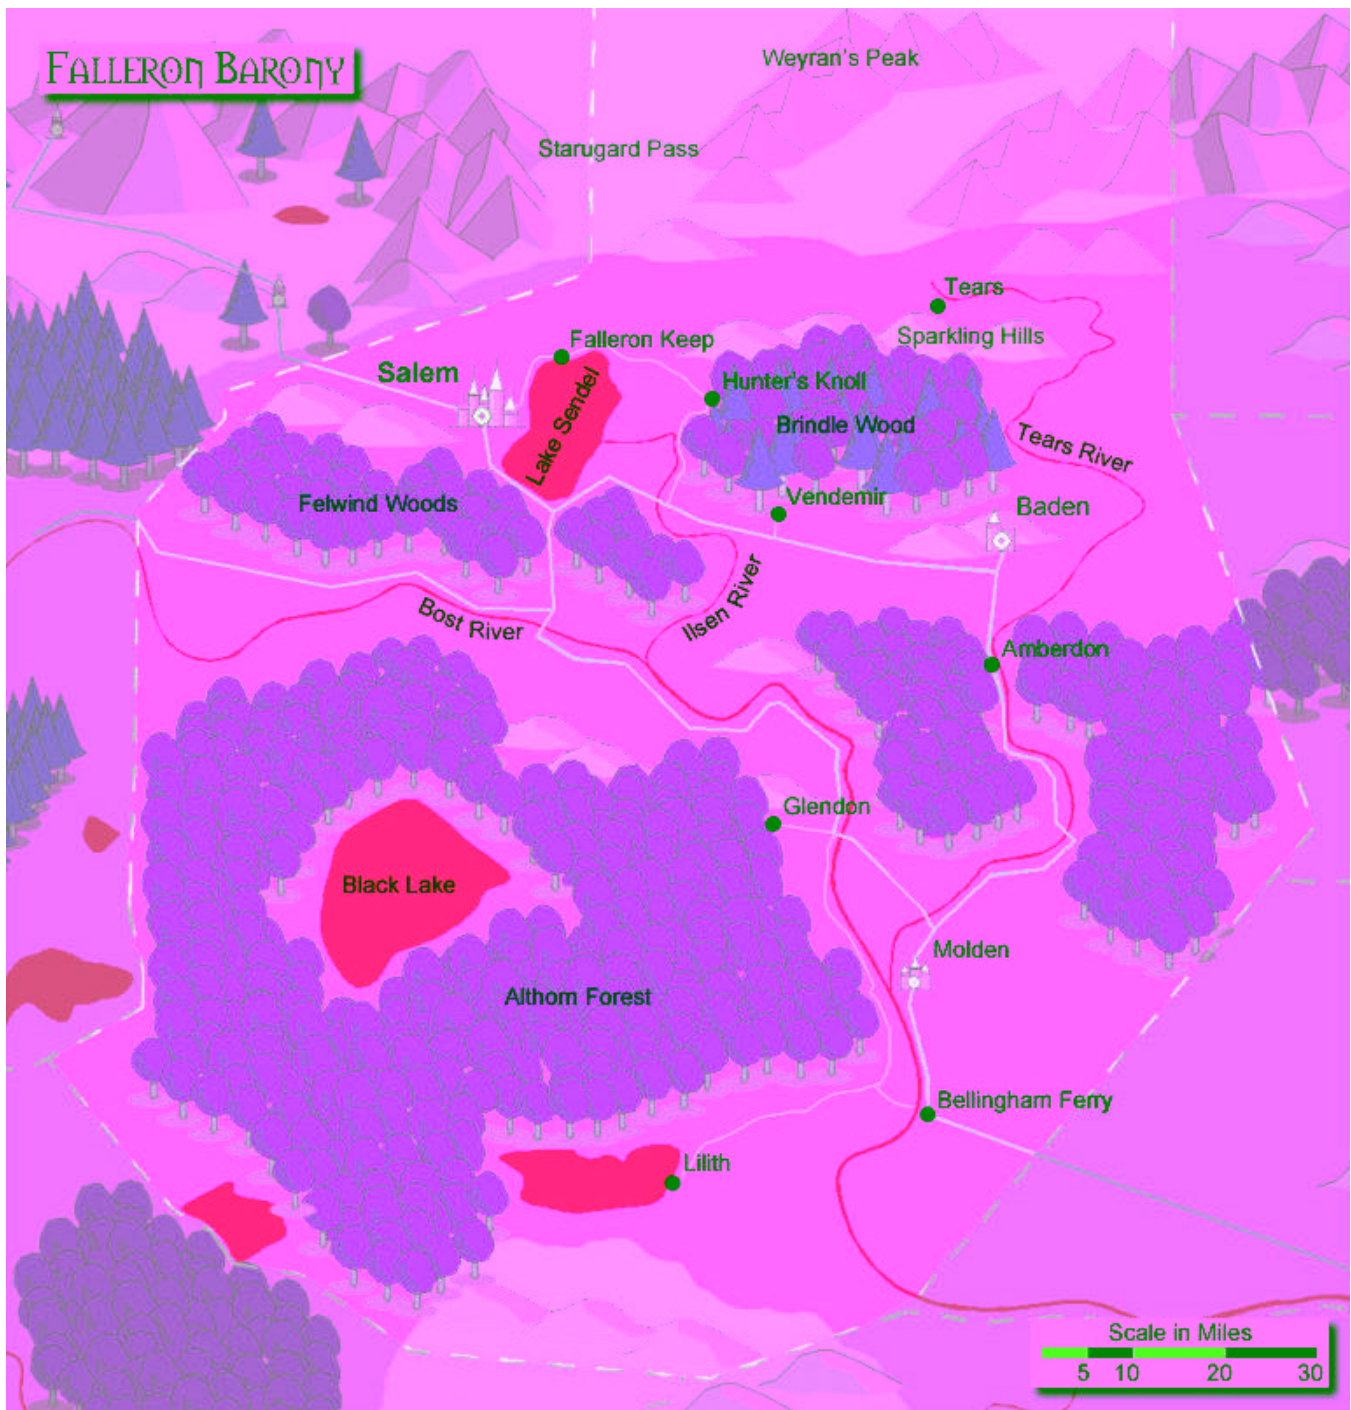 Falleron Barony
Weyran's Peak
Starugard Pass
Tears
Sparkling Hills
Falleron Keep
Salem
Hunter's Knoll
Lake Sendel
Brindle Wood
Tears River
Felwind Woods
Vendemir
Baden
Bost River
Ilsen River
Amberdon
Glendon
Black Lake
Molden
Althorn Forest
Bellingham Ferry
Lilith
Scale in Miles
5 10 20 30